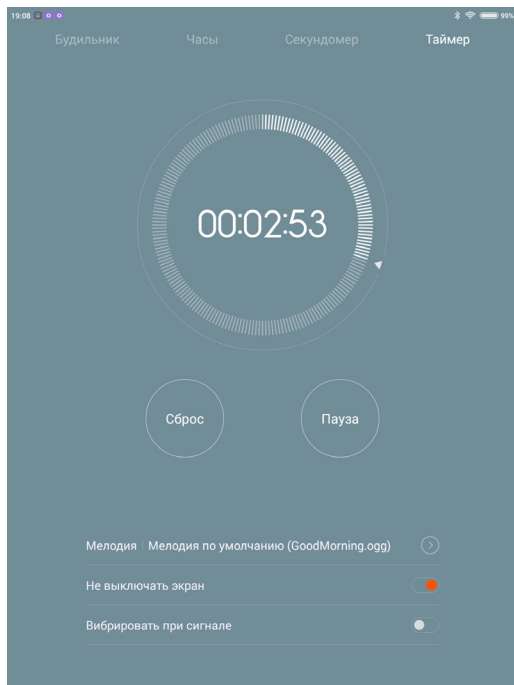 19:08 99%
Будильник Часы Секундомер Таймер
00:02:53
Сброс Пауза
Мелодия Мелодия по умолчанию (GoodMorning.ogg)
Не выключать экран
Вибрировать при сигнале